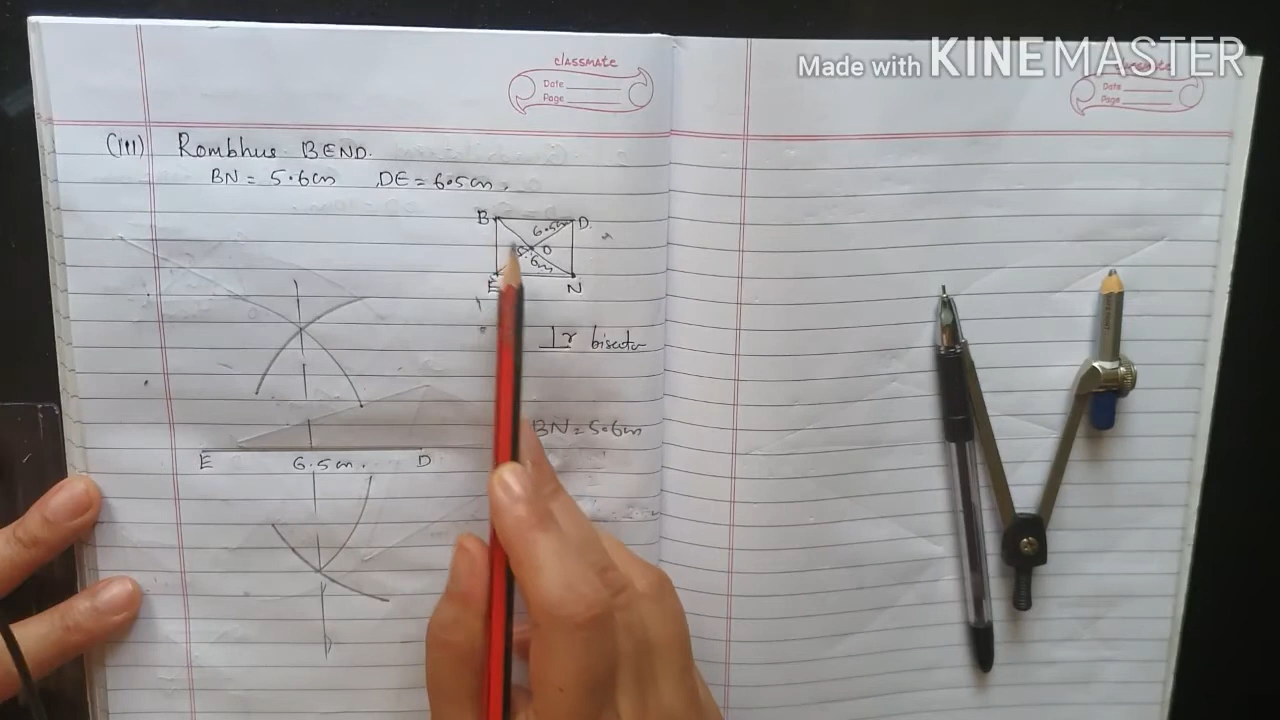 Made with KINEMASTER
classmate
Date
Page
classmate
Date
Page
(III) Rombhus BEND.
BN = 5.6cm DE = 6.5cm,
B D.
6.5cm
O
5.6cm
E N
⊥r bisector
BN = 5.6cm
E 6.5cm. D